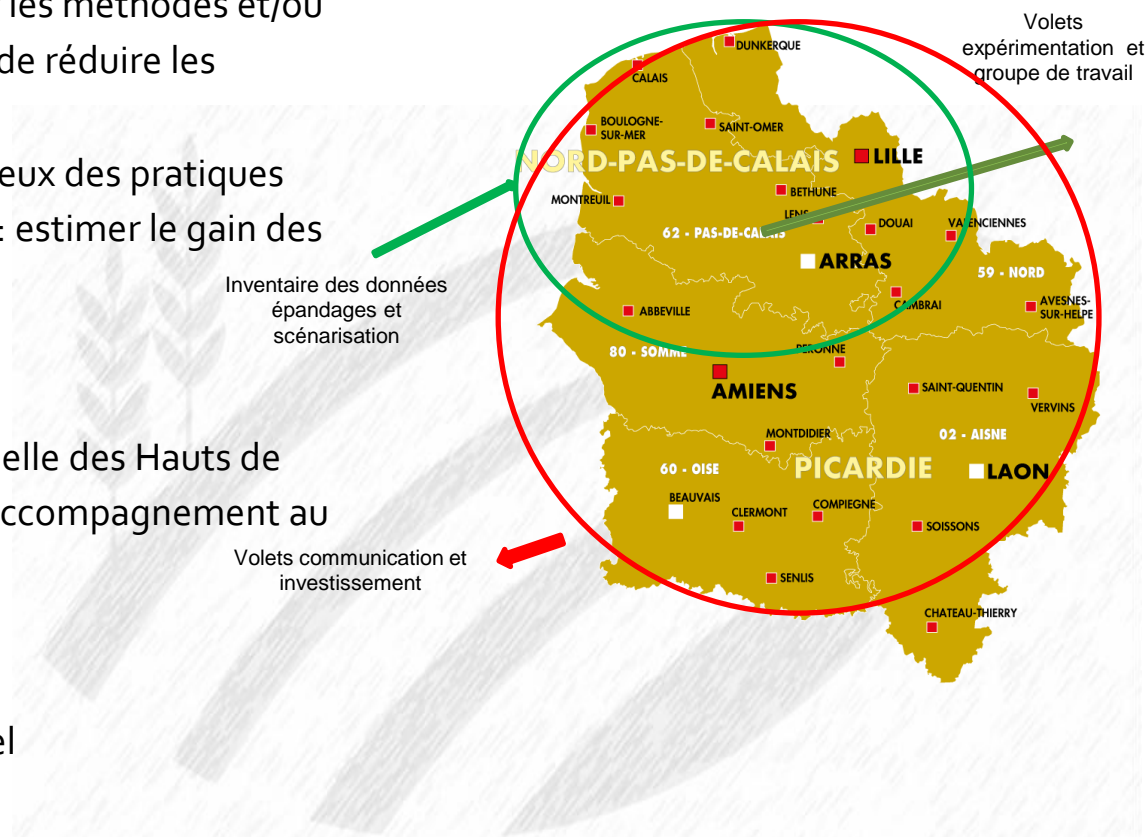 les méthodes et/ou
de réduire les
eux des pratiques
: estimer le gain des
elle des Hauts de
accompagnement au
el
Inventaire des données
épandages et
scénarisation
Volets communication et
investissement
Volets
expérimentation et
groupe de travail
DUNKERQUE
CALAIS
BOULOGNE-
SUR-MER
SAINT-OMER
NORD-PAS-DE-CALAIS
LILLE
BETHUNE
MONTREUIL
LENS
62 - PAS-DE-CALAIS
DOUAI
VALENCIENNES
ARRAS
59 - NORD
CAMBRAI
AVESNES-
SUR-HELPE
ABBEVILLE
80 - SOMME
PERONNE
AMIENS
SAINT-QUENTIN
VERVINS
MONTDIDIER
02 - AISNE
60 - OISE
PICARDIE
LAON
BEAUVAIS
CLERMONT
COMPIEGNE
SOISSONS
SENLIS
CHATEAU-THIERRY